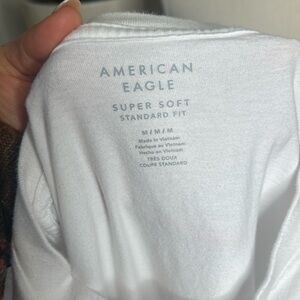 AMERICAN
EAGLE
SUPER SOFT
STANDARD FIT
M / M / M
Made in Vietnam
Fabriqué au Vietnam
Hecho en Vietnam
TRÈS DOUX
COUPE STANDARD